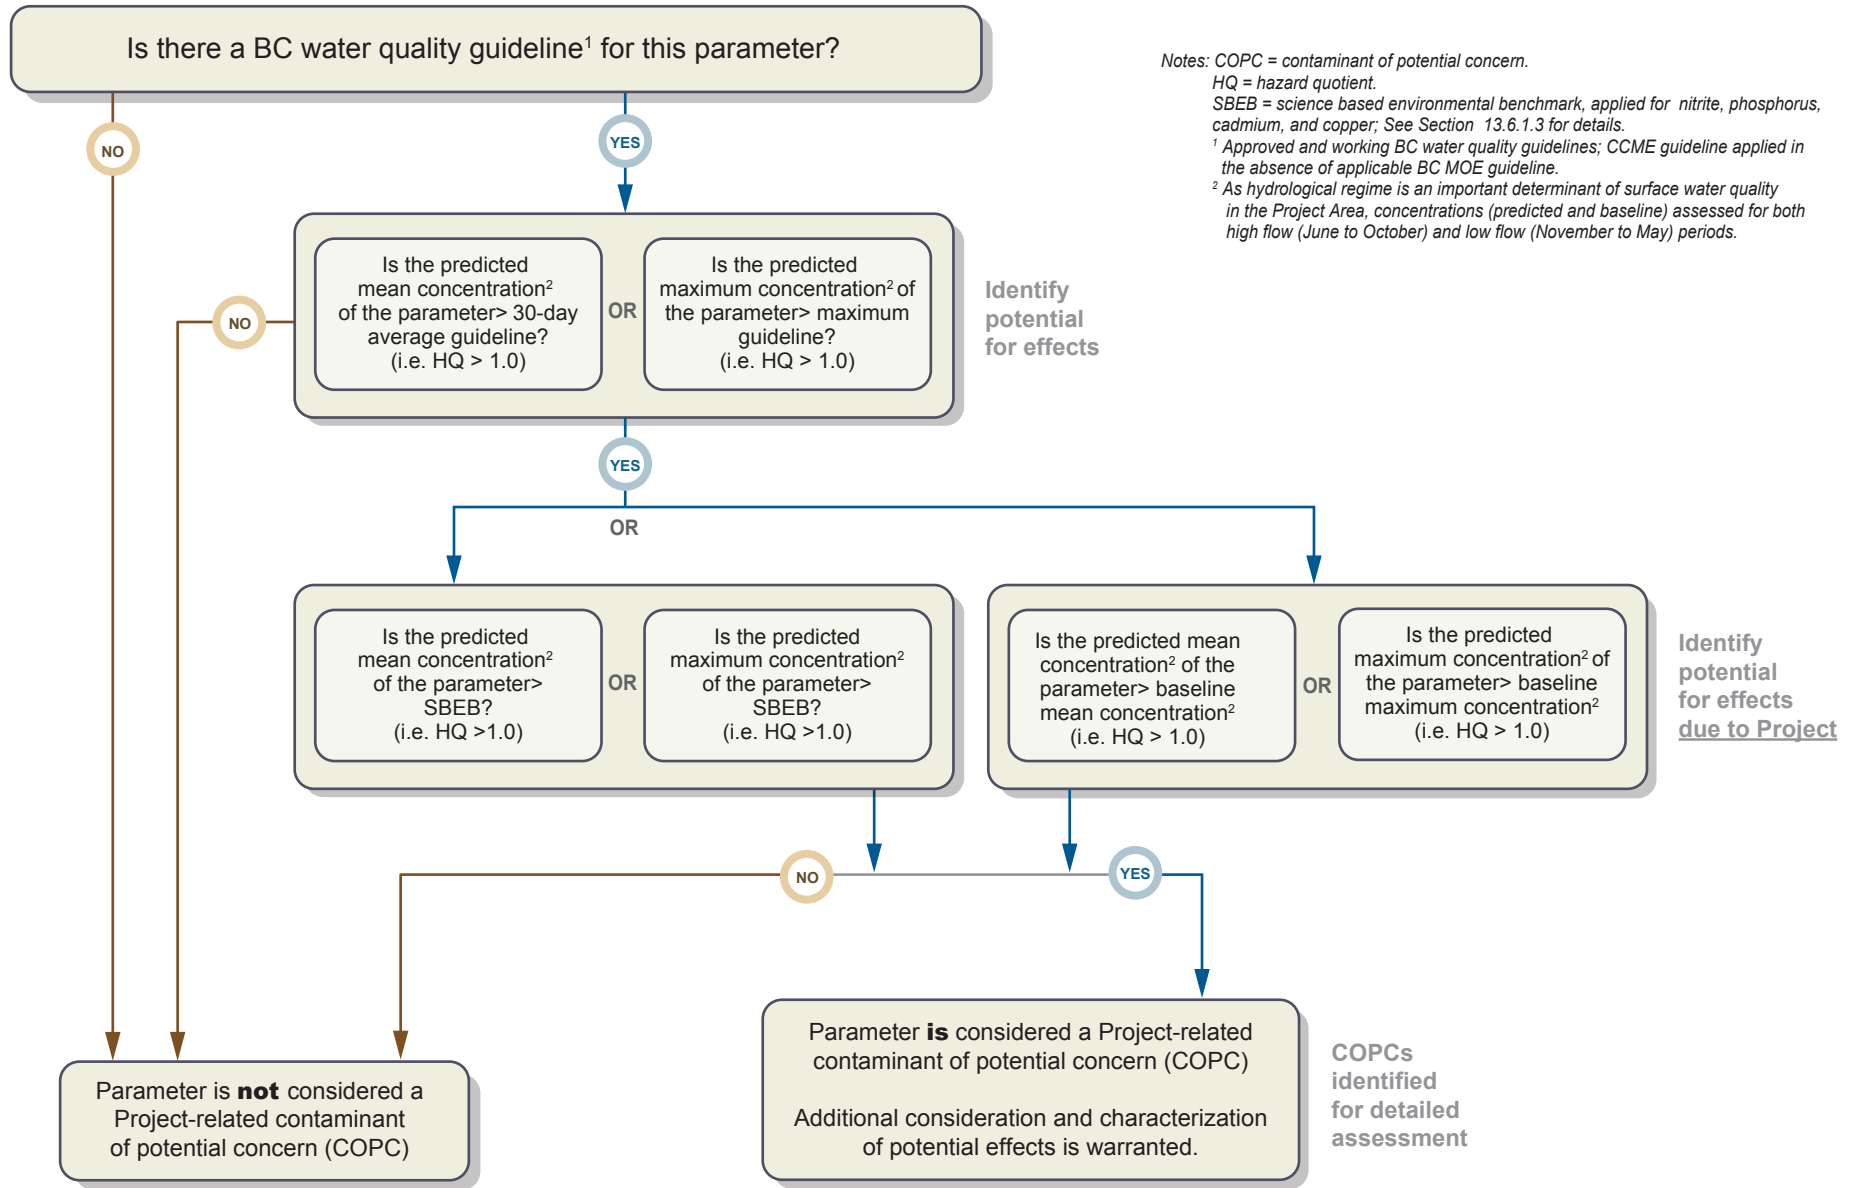 Is there a BC water quality guideline¹ for this parameter?
Notes: COPC = contaminant of potential concern.
HQ = hazard quotient.
SBEB = science based environmental benchmark, applied for nitrite, phosphorus,
cadmium, and copper; See Section 13.6.1.3 for details.
¹ Approved and working BC water quality guidelines; CCME guideline applied in
the absence of applicable BC MOE guideline.
² As hydrological regime is an important determinant of surface water quality
in the Project Area, concentrations (predicted and baseline) assessed for both
high flow (June to October) and low flow (November to May) periods.
NO
YES
Is the predicted
mean concentration²
of the parameter> 30-day
average guideline?
(i.e. HQ > 1.0)
OR
Is the predicted
maximum concentration² of
the parameter> maximum
guideline?
(i.e. HQ > 1.0)
Identify
potential
for effects
NO
YES
OR
Is the predicted
mean concentration²
of the parameter>
SBEB?
(i.e. HQ >1.0)
OR
Is the predicted
maximum concentration²
of the parameter>
SBEB?
(i.e. HQ >1.0)
Is the predicted mean
concentration² of the
parameter> baseline
mean concentration²
(i.e. HQ > 1.0)
OR
Is the predicted
maximum concentration² of
the parameter> baseline
maximum concentration²
(i.e. HQ > 1.0)
Identify
potential
for effects
due to Project
NO
YES
Parameter is not considered a
Project-related contaminant
of potential concern (COPC)
Parameter is considered a Project-related
contaminant of potential concern (COPC)
Additional consideration and characterization
of potential effects is warranted.
COPCs
identified
for detailed
assessment